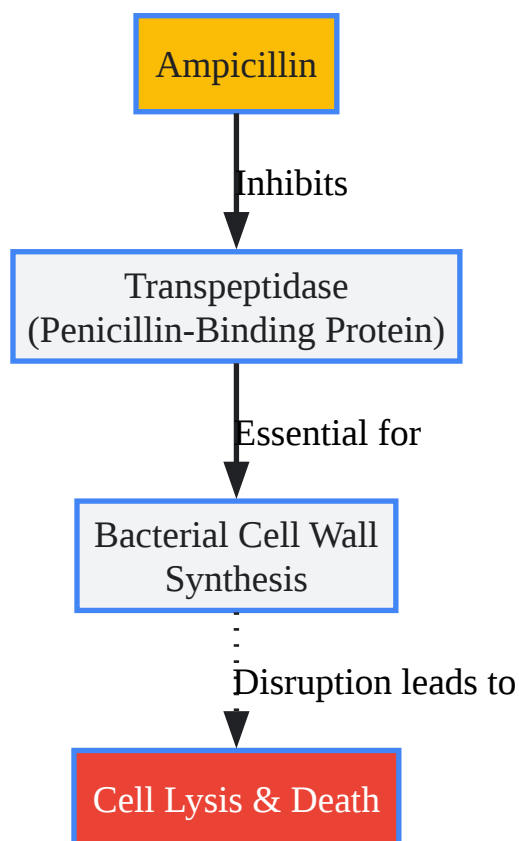 Ampicillin
Inhibits
Transpeptidase
(Penicillin-Binding Protein)
Essential for
Bacterial Cell Wall
Synthesis
Disruption leads to
Cell Lysis & Death